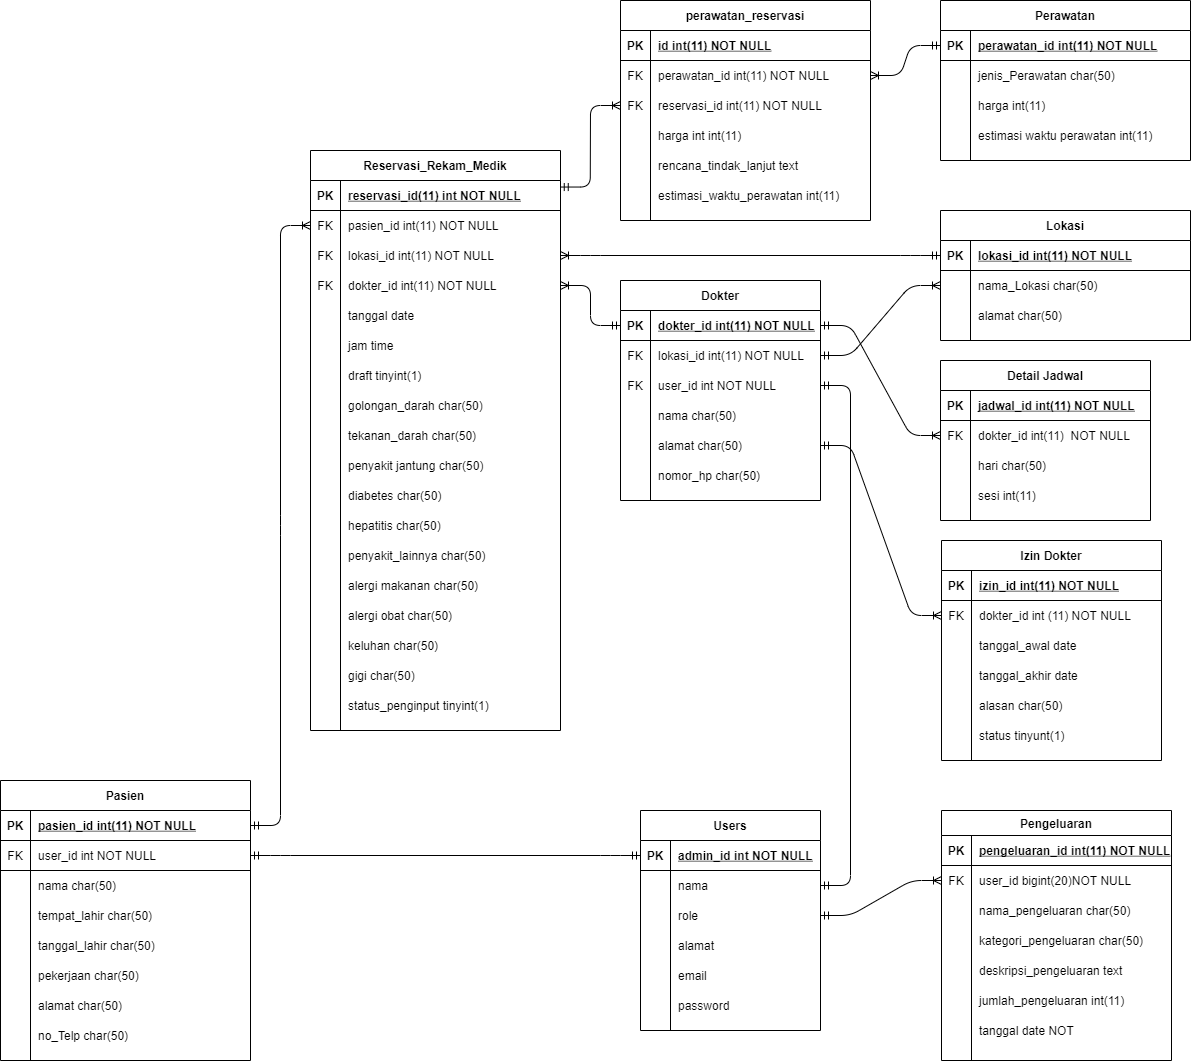 perawatan_reservasi
PK id int(11) NOT NULL
FK perawatan_id int(11) NOT NULL
FK reservasi_id int(11) NOT NULL
harga int int(11)
rencana_tindak_lanjut text
estimasi_waktu_perawatan int(11)
Perawatan
PK perawatan_id int(11) NOT NULL
jenis_Perawatan char(50)
harga int(11)
estimasi waktu perawatan int(11)
Reservasi_Rekam_Medik
PK reservasi_id(11) int NOT NULL
FK pasien_id int(11) NOT NULL
FK lokasi_id int(11) NOT NULL
FK dokter_id int(11) NOT NULL
tanggal date
jam time
draft tinyint(1)
golongan_darah char(50)
tekanan_darah char(50)
penyakit jantung char(50)
diabetes char(50)
hepatitis char(50)
penyakit_lainnya char(50)
alergi makanan char(50)
alergi obat char(50)
keluhan char(50)
gigi char(50)
status_penginput tinyint(1)
Lokasi
PK lokasi_id int(11) NOT NULL
nama_Lokasi char(50)
alamat char(50)
Dokter
PK dokter_id int(11) NOT NULL
FK lokasi_id int(11) NOT NULL
FK user_id int NOT NULL
nama char(50)
alamat char(50)
nomor_hp char(50)
Detail Jadwal
PK jadwal_id int(11) NOT NULL
FK dokter_id int(11) NOT NULL
hari char(50)
sesi int(11)
Izin Dokter
PK izin_id int(11) NOT NULL
FK dokter_id int (11) NOT NULL
tanggal_awal date
tanggal_akhir date
alasan char(50)
status tinyunt(1)
Pasien
PK pasien_id int(11) NOT NULL
FK user_id int NOT NULL
nama char(50)
tempat_lahir char(50)
tanggal_lahir char(50)
pekerjaan char(50)
alamat char(50)
no_Telp char(50)
Users
PK admin_id int NOT NULL
nama
role
alamat
email
password
Pengeluaran
PK pengeluaran_id int(11) NOT NULL
FK user_id bigint(20)NOT NULL
nama_pengeluaran char(50)
kategori_pengeluaran char(50)
deskripsi_pengeluaran text
jumlah_pengeluaran int(11)
tanggal date NOT